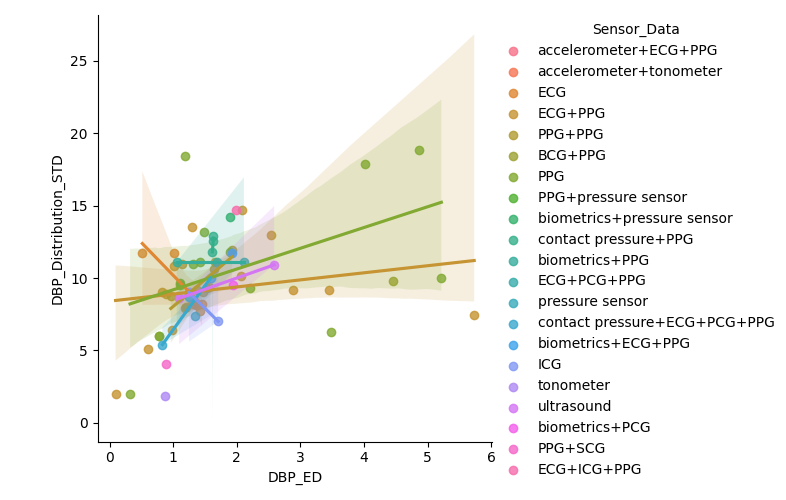 Sensor_Data
accelerometer+ECG+PPG
accelerometer+tonometer
ECG
ECG+PPG
PPG+PPG
BCG+PPG
PPG
PPG+pressure sensor
biometrics+pressure sensor
contact pressure+PPG
biometrics+PPG
ECG+PCG+PPG
pressure sensor
contact pressure+ECG+PCG+PPG
biometrics+ECG+PPG
ICG
tonometer
ultrasound
biometrics+PCG
PPG+SCG
ECG+ICG+PPG
DBP_Distribution_STD
25
20
15
10
5
0
0 1 2 3 4 5 6
DBP_ED